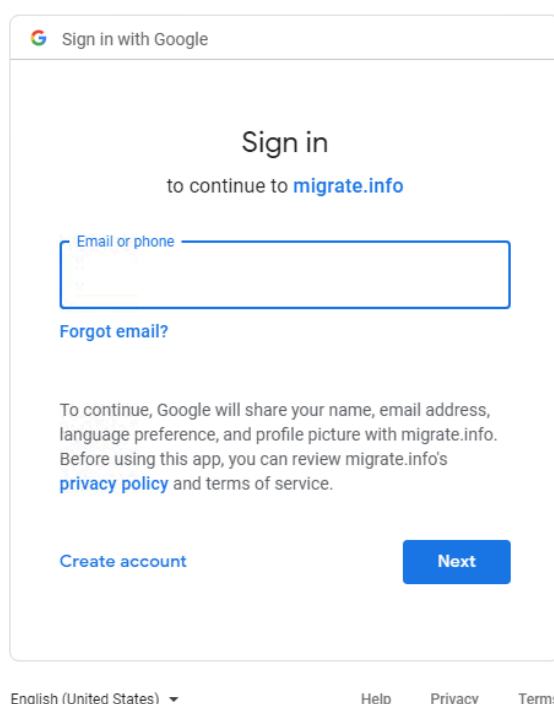 Sign in with Google
Sign in
to continue to migrate.info
Email or phone
Forgot email?
To continue, Google will share your name, email address,
language preference, and profile picture with migrate.info.
Before using this app, you can review migrate.info's
privacy policy and terms of service.
Create account
Next
English (United States)
Help
Privacy
Terms